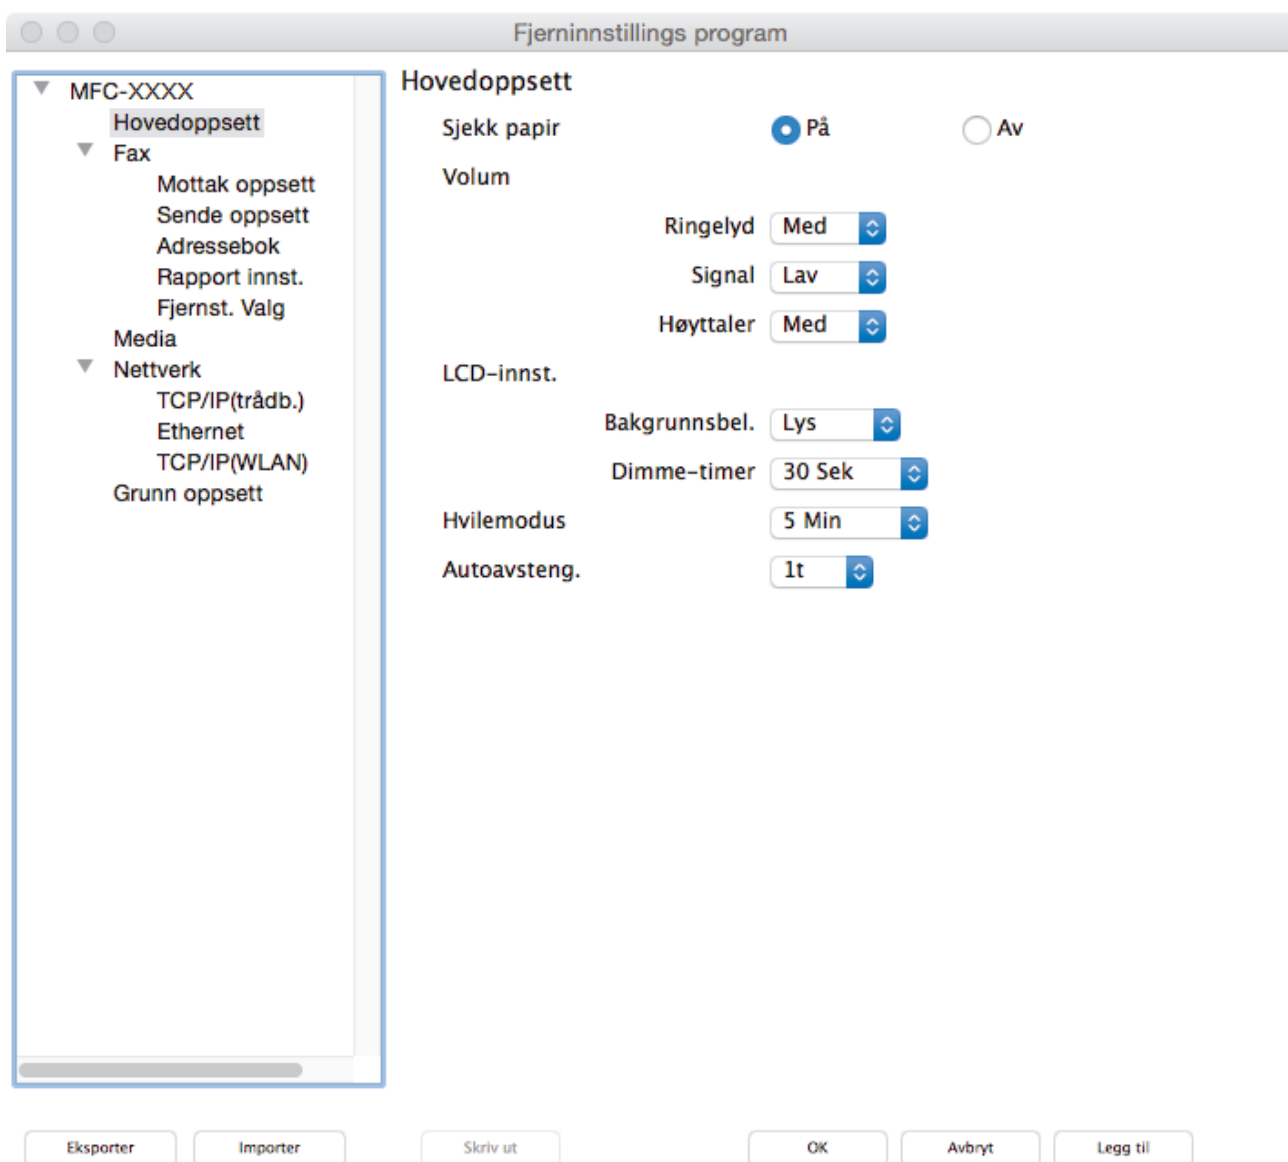 Fjerninnstillings program
MFC-XXXX
Hovedoppsett
Fax
Mottak oppsett
Sende oppsett
Adressebok
Rapport innst.
Fjernst. Valg
Media
Nettverk
TCP/IP(trådb.)
Ethernet
TCP/IP(WLAN)
Grunn oppsett
Hovedoppsett
Sjekk papir På Av
Volum
Ringelyd Med
Signal Lav
Høyttaler Med
LCD-innst.
Bakgrunnsbel. Lys
Dimme-timer 30 Sek
Hvilemodus 5 Min
Autoavsteng. 1t
Eksporter Importer Skriv ut OK Avbryt Legg til